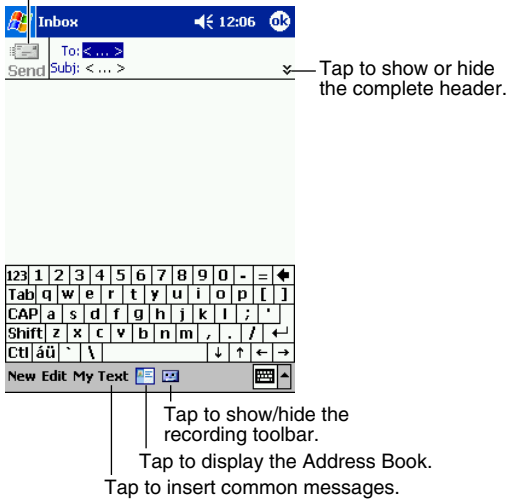 Inbox 12:06 ok
Send To: < ... >
Subj: < ... >
Tap to show or hide
the complete header.
123 1 2 3 4 5 6 7 8 9 0 - =
Tab q w e r t y u i o p [ ]
CAP a s d f g h j k l ; '
Shift z x c v b n m , . /
Ctl áü ` \
New Edit My Text
Tap to show/hide the
recording toolbar.
Tap to display the Address Book.
Tap to insert common messages.